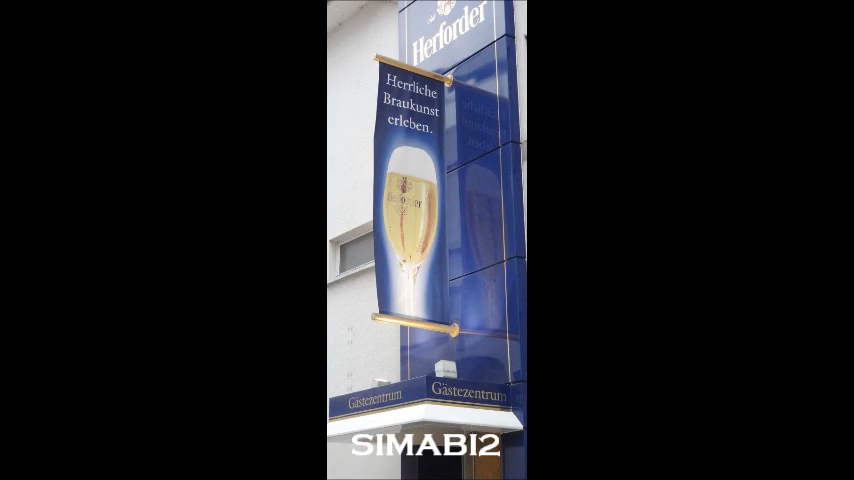 Herforder
Herrliche
Braukunst
erleben.
Herforder
Gästezentrum
Gästezentrum
SIMABI2